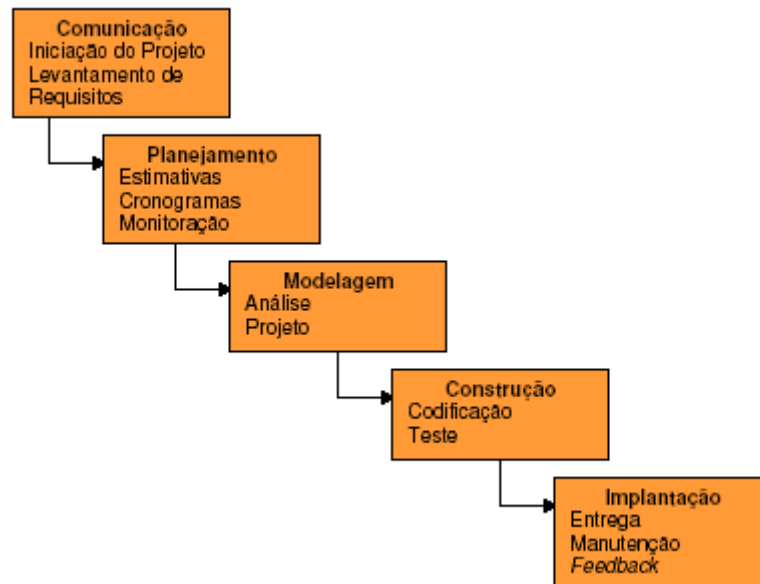 Comunicação
Iniciação do Projeto
Levantamento de
Requisitos
Planejamento
Estimativas
Cronogramas
Monitoração
Modelagem
Análise
Projeto
Construção
Codificação
Teste
Implantação
Entrega
Manutenção
Feedback